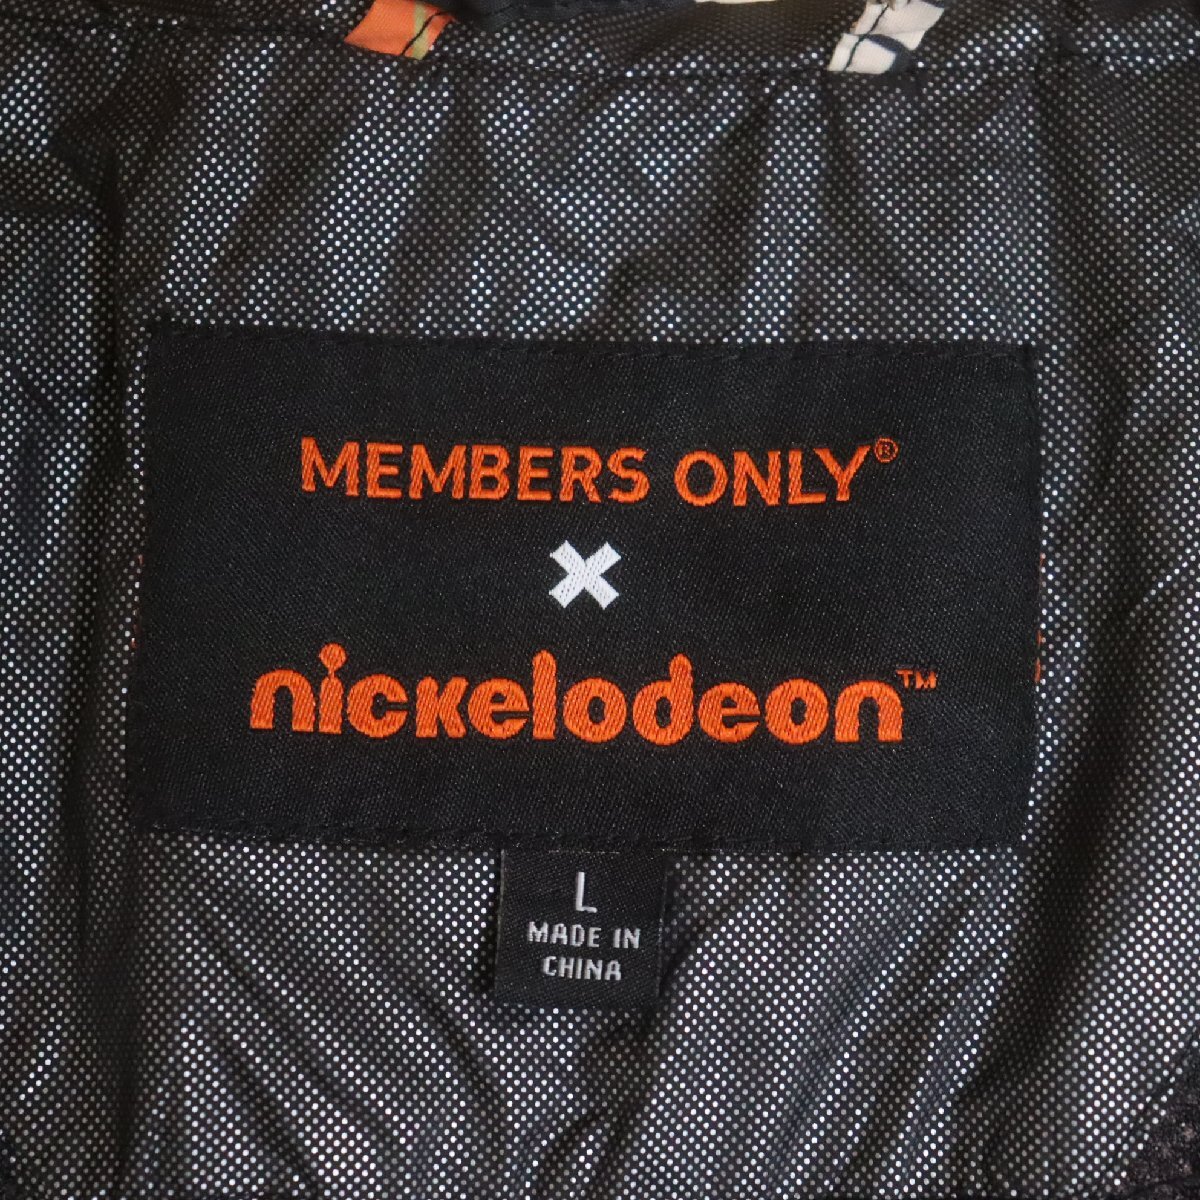 MEMBERS ONLY®
X
nickelodeon™
L
MADE IN
CHINA